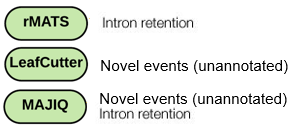 rMATS Intron retention
LeafCutter Novel events (unannotated)
MAJIQ Novel events (unannotated)
Intron retention